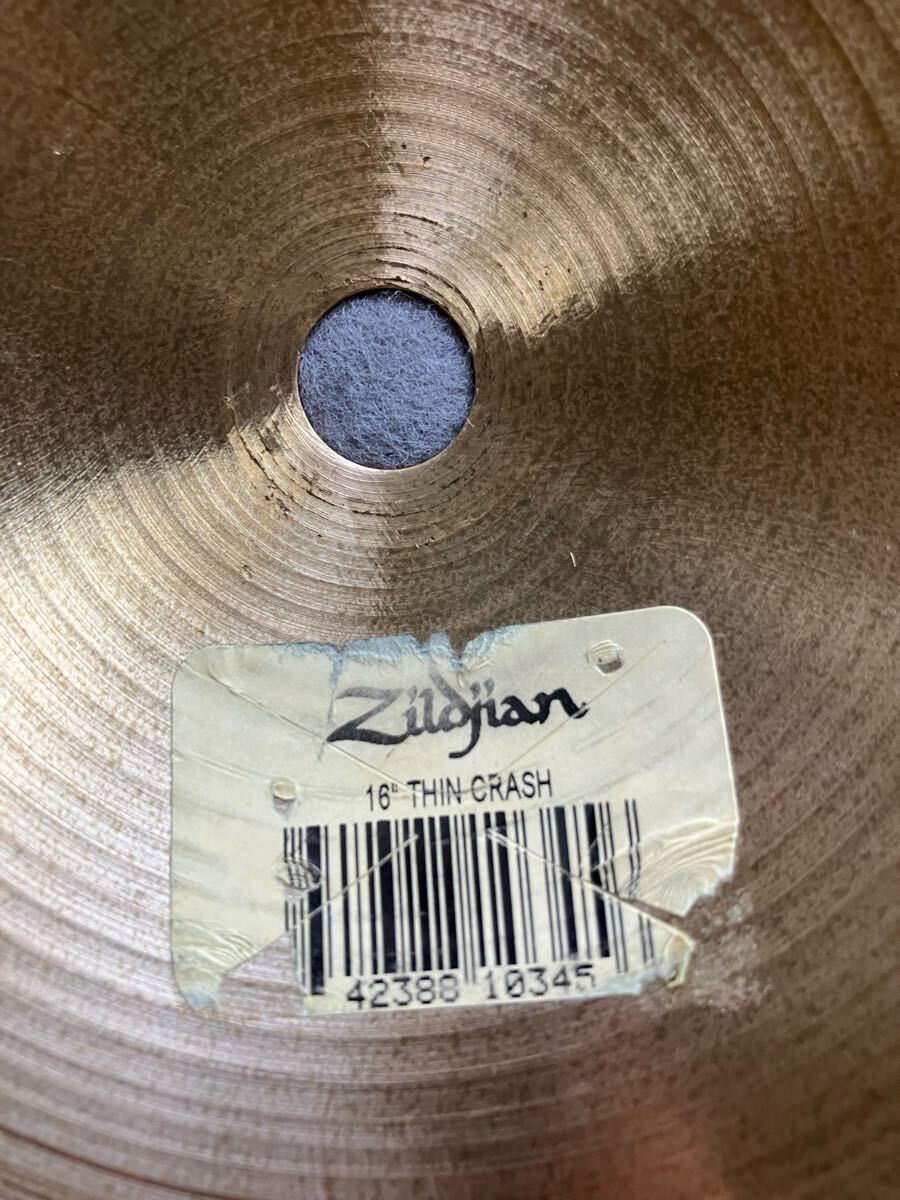 Zildjian
16" THIN CRASH
42388 10345